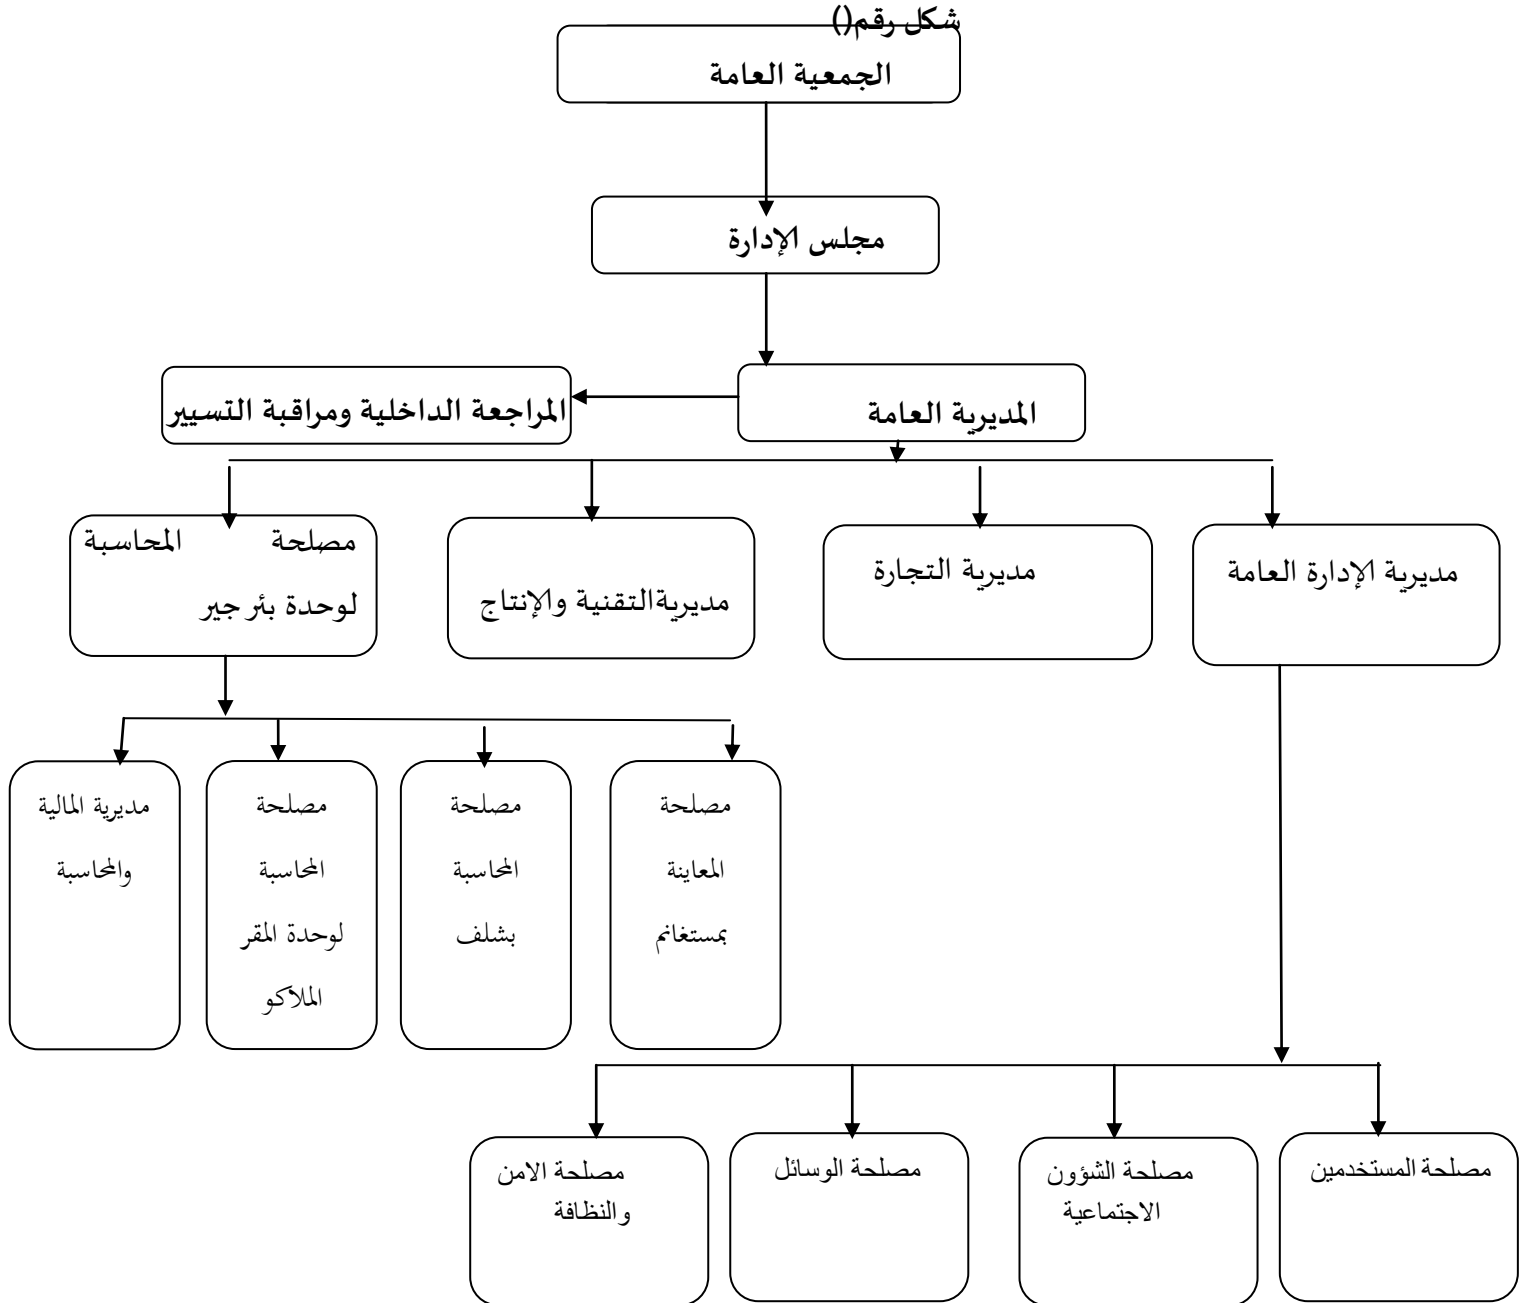 شكل رقم()
الجمعية العامة
مجلس الإدارة
المديرية العامة
المراجعة الداخلية ومراقبة التسيير
مديرية الإدارة العامة
مديرية التجارة
مديريةالتقنية والإنتاج
مصلحة المحاسبة
لوحدة بئر جير
مصلحة
المعاينة
بمستغانم
مصلحة
المحاسبة
بشلف
مصلحة
المحاسبة
لوحدة المقر
الملاكو
مديرية المالية
والمحاسبة
مصلحة المستخدمين
مصلحة الشؤون
الاجتماعية
مصلحة الوسائل
مصلحة الامن
والنظافة